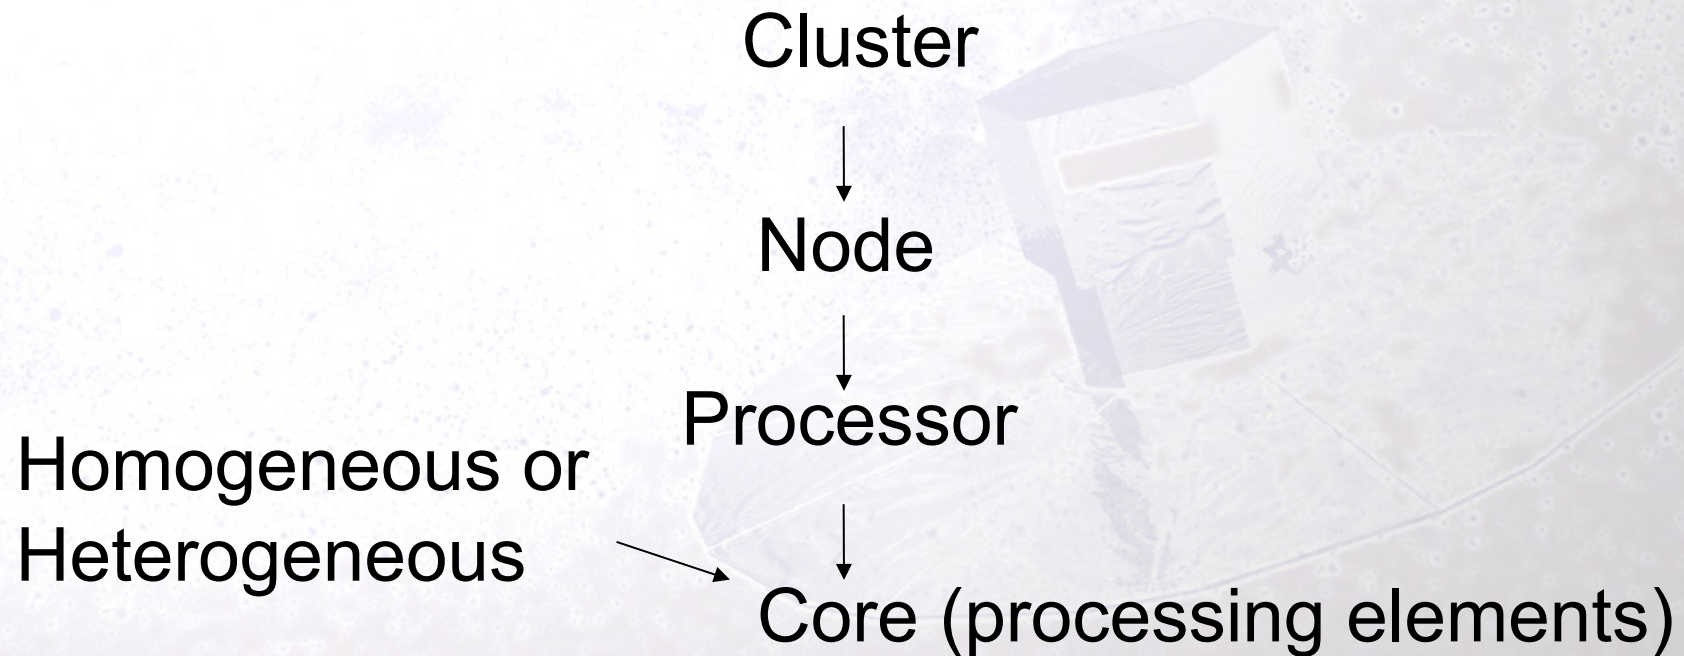 Cluster
Node
Processor
Homogeneous or
Heterogeneous
Core (processing elements)